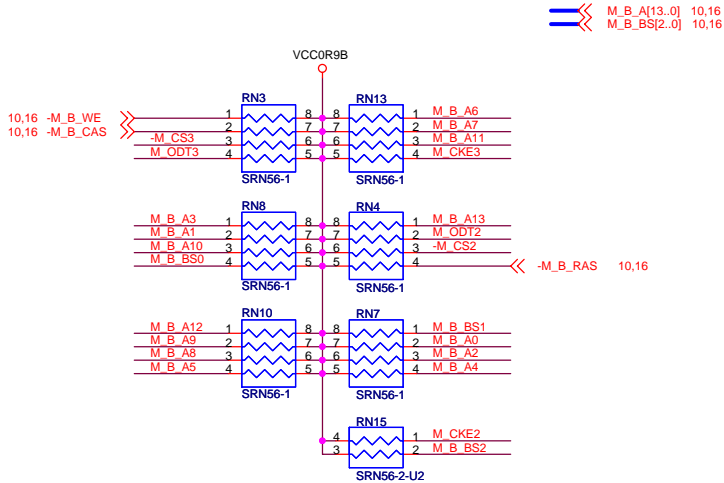 M_B_A[13..0] 10,16
M_B_BS[2..0] 10,16
VCC0R9B
RN3 RN13
10,16 -M_B_WE 1 8 8 1 M_B_A6
10,16 -M_B_CAS 2 7 7 2 M_B_A7
-M_CS3 3 6 6 3 M_B_A11
M_ODT3 4 5 5 4 M_CKE3
SRN56-1 SRN56-1
RN8 RN4
M_B_A3 1 8 8 1 M_B_A13
M_B_A1 2 7 7 2 M_ODT2
M_B_A10 3 6 6 3 -M_CS2
M_B_BS0 4 5 5 4 -M_B_RAS 10,16
SRN56-1 SRN56-1
RN10 RN7
M_B_A12 1 8 8 1 M_B_BS1
M_B_A9 2 7 7 2 M_B_A0
M_B_A8 3 6 6 3 M_B_A2
M_B_A5 4 5 5 4 M_B_A4
SRN56-1 SRN56-1
RN15
4 1 M_CKE2
3 2 M_B_BS2
SRN56-2-U2